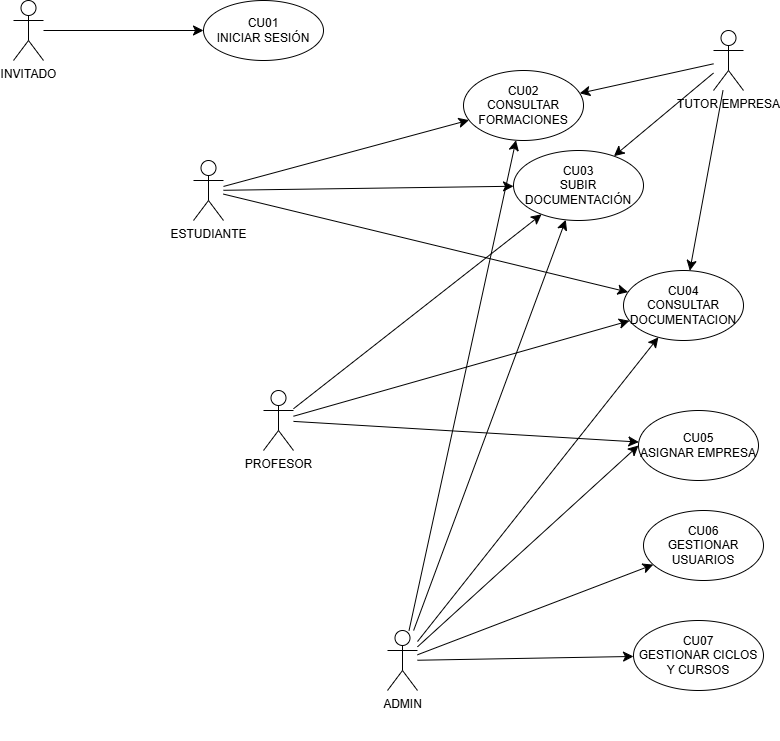 CU01
INICIAR SESIÓN
INVITADO
CU02
CONSULTAR
FORMACIONES
TUTOR EMPRESA
CU03
SUBIR
DOCUMENTACIÓN
ESTUDIANTE
CU04
CONSULTAR
DOCUMENTACION
CU05
ASIGNAR EMPRESA
PROFESOR
CU06
GESTIONAR
USUARIOS
CU07
GESTIONAR CICLOS
Y CURSOS
ADMIN